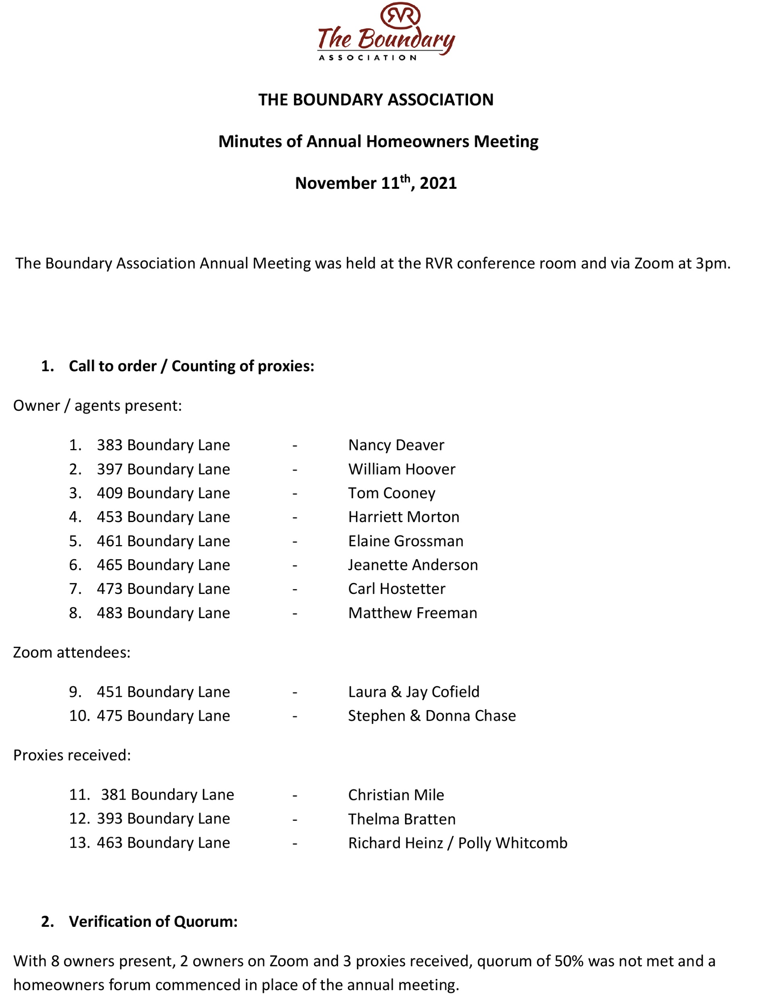 RVR
The Boundary
ASSOCIATION
THE BOUNDARY ASSOCIATION
Minutes of Annual Homeowners Meeting
November 11th, 2021
The Boundary Association Annual Meeting was held at the RVR conference room and via Zoom at 3pm.
1. Call to order / Counting of proxies:
Owner / agents present:
1. 383 Boundary Lane - Nancy Deaver
2. 397 Boundary Lane - William Hoover
3. 409 Boundary Lane - Tom Cooney
4. 453 Boundary Lane - Harriett Morton
5. 461 Boundary Lane - Elaine Grossman
6. 465 Boundary Lane - Jeanette Anderson
7. 473 Boundary Lane - Carl Hostetter
8. 483 Boundary Lane - Matthew Freeman
Zoom attendees:
9. 451 Boundary Lane - Laura & Jay Cofield
10. 475 Boundary Lane - Stephen & Donna Chase
Proxies received:
11. 381 Boundary Lane - Christian Mile
12. 393 Boundary Lane - Thelma Bratten
13. 463 Boundary Lane - Richard Heinz / Polly Whitcomb
2. Verification of Quorum:
With 8 owners present, 2 owners on Zoom and 3 proxies received, quorum of 50% was not met and a
homeowners forum commenced in place of the annual meeting.